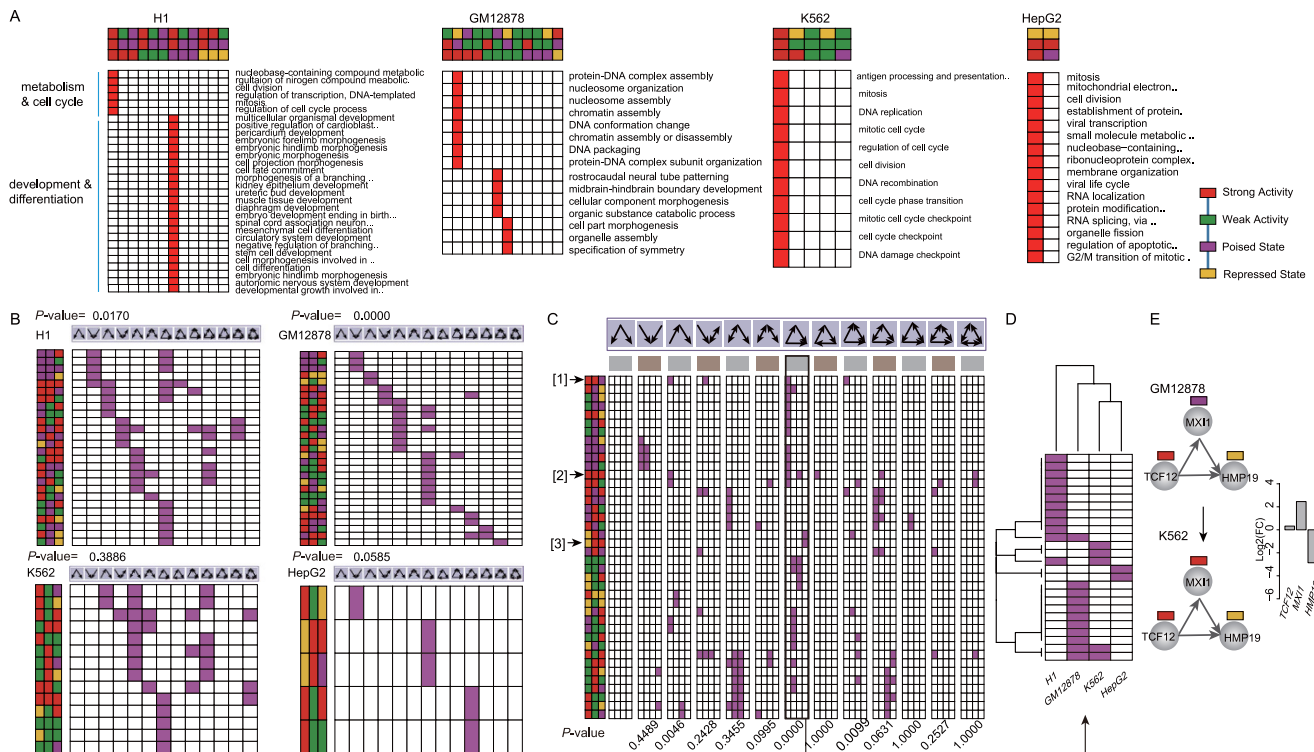 A
H1
GM12878
K562
HepG2
metabolism
& cell cycle
development &
differentiation
nucleobase-containing compound metabolic
rgultaion of nirogen compound meabolic.
cell dvision
regulation of transcription, DNA-templated
mitosis
regulation of cell cycle process
multicellular organismal development
positive regulation of cardioblast..
pericardium development
embryonic forelimb morphogenesis
embryonic hindlimb morphogenesis
embryonic morphogenesis
cell projection morphogenesis
cell fate commitment
morphogenesis of a branching ..
kidney epithelium development
ureteric bud development
muscle tissue development
diaphragm development
embryo development ending in birth...
spinal cord association neuron..
mesenchymal cell differentiation
circulatory system development
negative regulation of branching..
stem cell development
cell morphogenesis involved in ..
cell differentiation
embryonic hindlimb morphogenesis
autonomic nervous system development
developmental growth involved in..
protein-DNA complex assembly
nucleosome organization
nucleosome assembly
chromatin assembly
DNA conformation change
chromatin assembly or disassembly
DNA packaging
protein-DNA complex subunit organization
rostrocaudal neural tube patterning
midbrain-hindbrain boundary development
cellular component morphogenesis
organic substance catabolic process
cell part morphogenesis
organelle assembly
specification of symmetry
antigen processing and presentation..
mitosis
DNA replication
mitotic cell cycle
regulation of cell cycle
cell division
DNA recombination
cell cycle phase transition
mitotic cell cycle checkpoint
cell cycle checkpoint
DNA damage checkpoint
mitosis
mitochondrial electron..
cell division
establishment of protein.
viral transcription
small molecule metabolic ..
nucleobase−containing..
ribonucleoprotein complex.
membrane organization
viral life cycle
RNA localization
protein modification..
RNA splicing, via ..
organelle fission
regulation of apoptotic..
G2/M transition of mitotic .
Strong Activity
Weak Activity
Poised State
Repressed State
B
P-value= 0.0170
H1
P-value= 0.0000
GM12878
P-value= 0.3886
K562
P-value= 0.0585
HepG2
C
[1]
[2]
[3]
P-value
0.4489
0.0046
0.2428
0.3455
0.0995
0.0000
1.0000
0.0099
0.0631
1.0000
0.2527
1.0000
D
H1
GM12878
K562
HepG2
E
GM12878
MXI1
TCF12
HMP19
K562
MXI1
TCF12
HMP19
Log2(FC)
4
2
0
−2
−4
−6
TCF12
MXI1